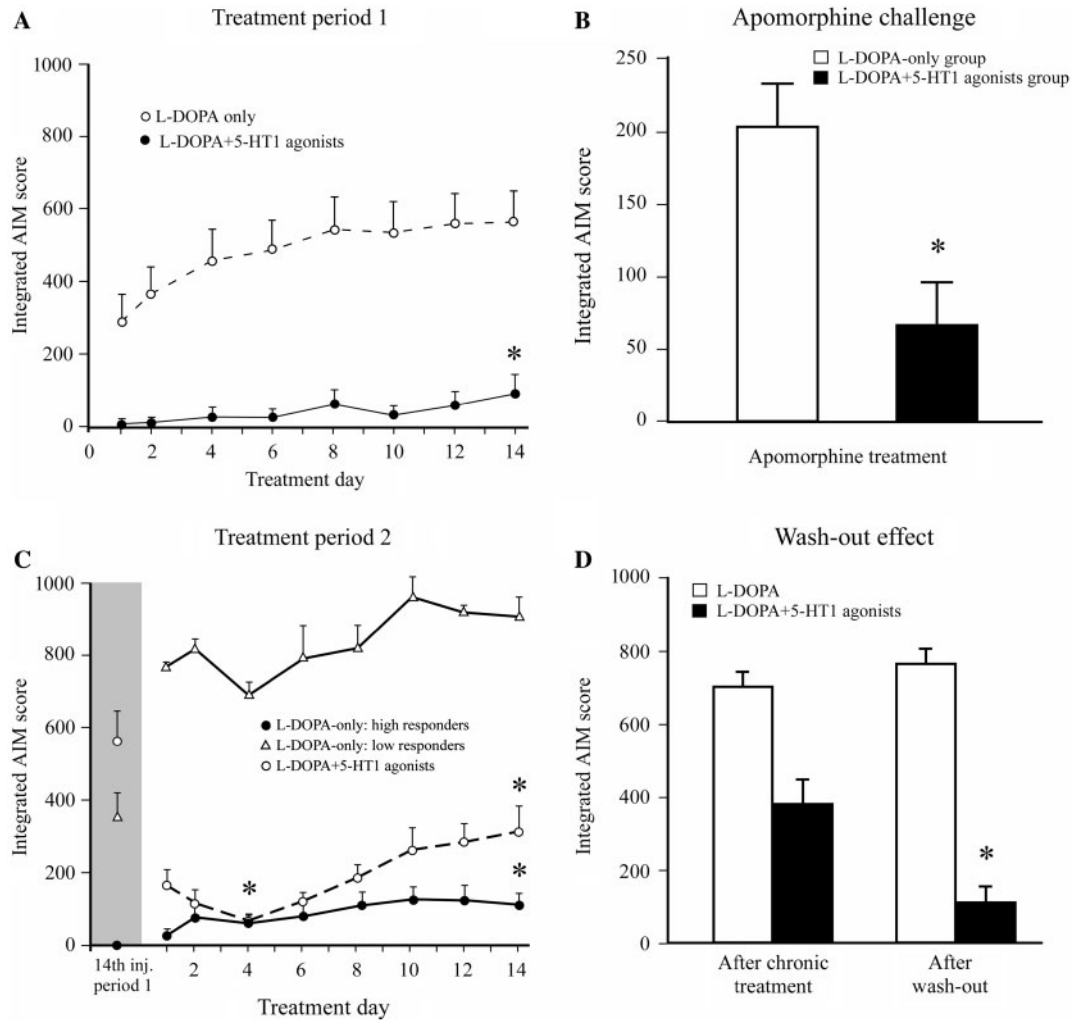 A
Treatment period 1
Integrated AIM score
1000
800
600
400
200
0
L-DOPA only
L-DOPA+5-HT1 agonists
*
0 2 4 6 8 10 12 14
Treatment day
B
Apomorphine challenge
Integrated AIM score
250
200
150
100
50
0
L-DOPA-only group
L-DOPA+5-HT1 agonists group
*
Apomorphine treatment
C
Treatment period 2
Integrated AIM score
1000
800
600
400
200
0
L-DOPA-only: high responders
L-DOPA-only: low responders
L-DOPA+5-HT1 agonists
*
*
*
14th inj.
period 1
2 4 6 8 10 12 14
Treatment day
D
Wash-out effect
Integrated AIM score
1000
800
600
400
200
0
L-DOPA
L-DOPA+5-HT1 agonists
*
After chronic
treatment
After
wash-out